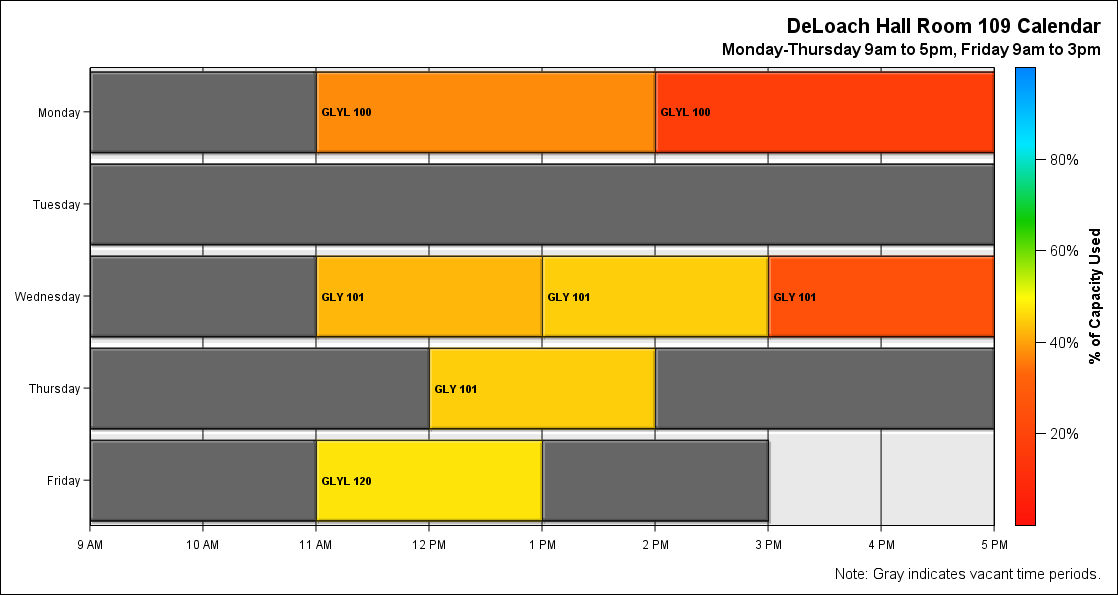 DeLoach Hall Room 109 Calendar
Monday-Thursday 9am to 5pm, Friday 9am to 3pm
Monday
GLYL 100
GLYL 100
Tuesday
Wednesday
GLY 101
GLY 101
GLY 101
Thursday
GLY 101
Friday
GLYL 120
9 AM
10 AM
11 AM
12 PM
1 PM
2 PM
3 PM
4 PM
5 PM
80%
60%
40%
20%
% of Capacity Used
Note: Gray indicates vacant time periods.